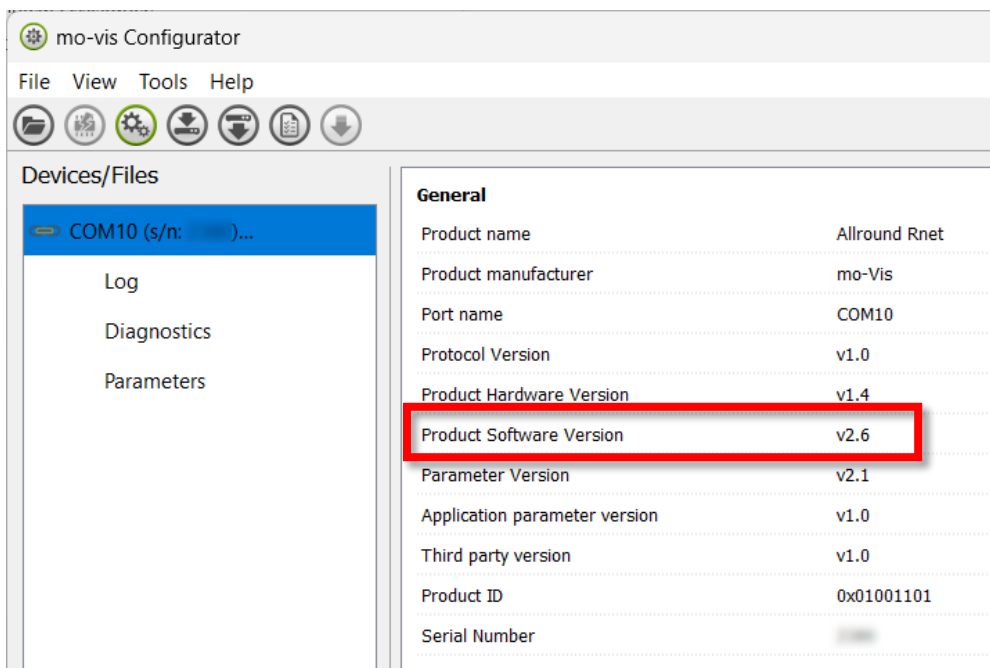 mo-vis Configurator
File View Tools Help
Devices/Files
COM10 (s/n: )...
Log
Diagnostics
Parameters
General
Product name Allround Rnet
Product manufacturer mo-Vis
Port name COM10
Protocol Version v1.0
Product Hardware Version v1.4
Product Software Version v2.6
Parameter Version v2.1
Application parameter version v1.0
Third party version v1.0
Product ID 0x01001101
Serial Number